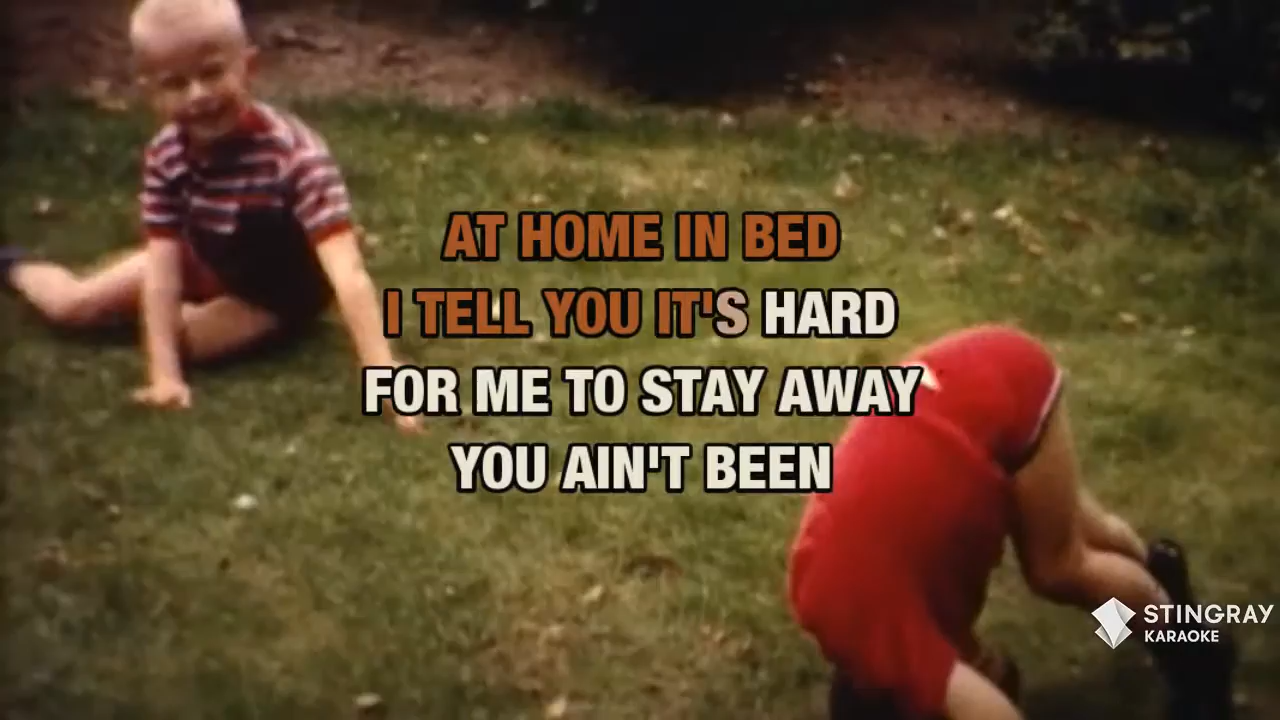 AT HOME IN BED
I TELL YOU IT'S HARD
FOR ME TO STAY AWAY
YOU AIN'T BEEN
STINGRAY
KARAOKE